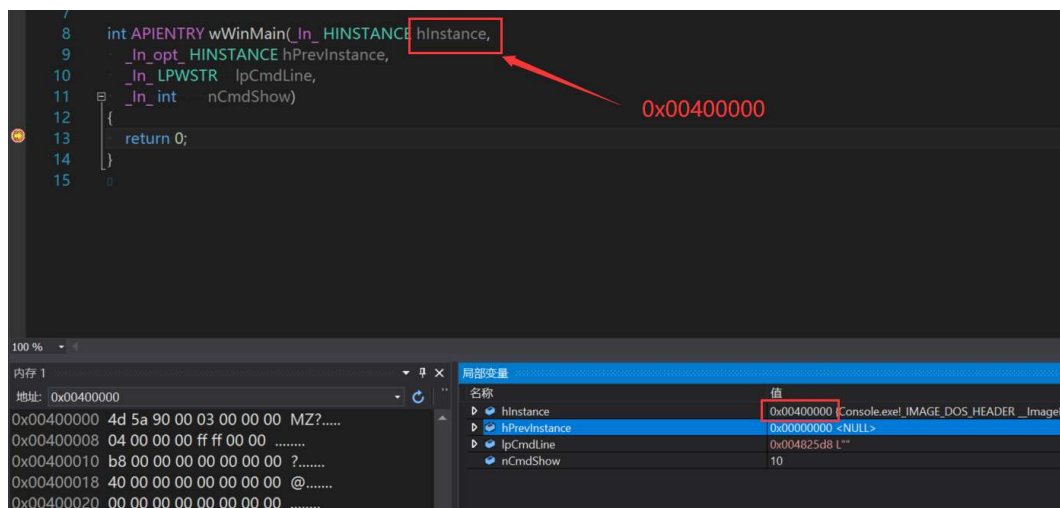 7
8 int APIENTRY wWinMain(_In_ HINSTANCE hInstance,
9 _In_opt_ HINSTANCE hPrevInstance,
10 _In_ LPWSTR lpCmdLine,
11 _In_ int nCmdShow)
0x00400000
12 {
13 return 0;
14 }
15
100 %
内存 1
地址: 0x00400000
0x00400000 4d 5a 90 00 03 00 00 00 MZ?.....
0x00400008 04 00 00 00 ff ff 00 00 ........
0x00400010 b8 00 00 00 00 00 00 00 ?.......
0x00400018 40 00 00 00 00 00 00 00 @.......
0x00400020 00 00 00 00 00 00 00 00 ........
局部变量
名称 值
hInstance 0x00400000 (Console.exe!_IMAGE_DOS_HEADER __Image
hPrevInstance 0x00000000 <NULL>
lpCmdLine 0x004825d8 L""
nCmdShow 10